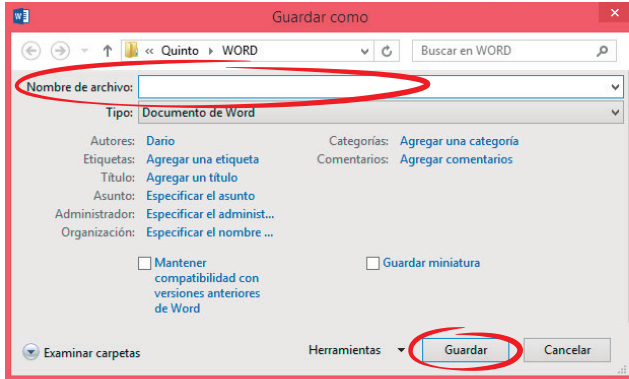 Guardar como
« Quinto WORD
Buscar en WORD
Nombre de archivo:
Tipo: Documento de Word
Autores: Dario
Categorías: Agregar una categoría
Etiquetas: Agregar una etiqueta
Comentarios: Agregar comentarios
Título: Agregar un título
Asunto: Especificar el asunto
Administrador: Especificar el administ...
Organización: Especificar el nombre ...
Mantener
compatibilidad con
versiones anteriores
de Word
Guardar miniatura
Examinar carpetas
Herramientas
Guardar
Cancelar